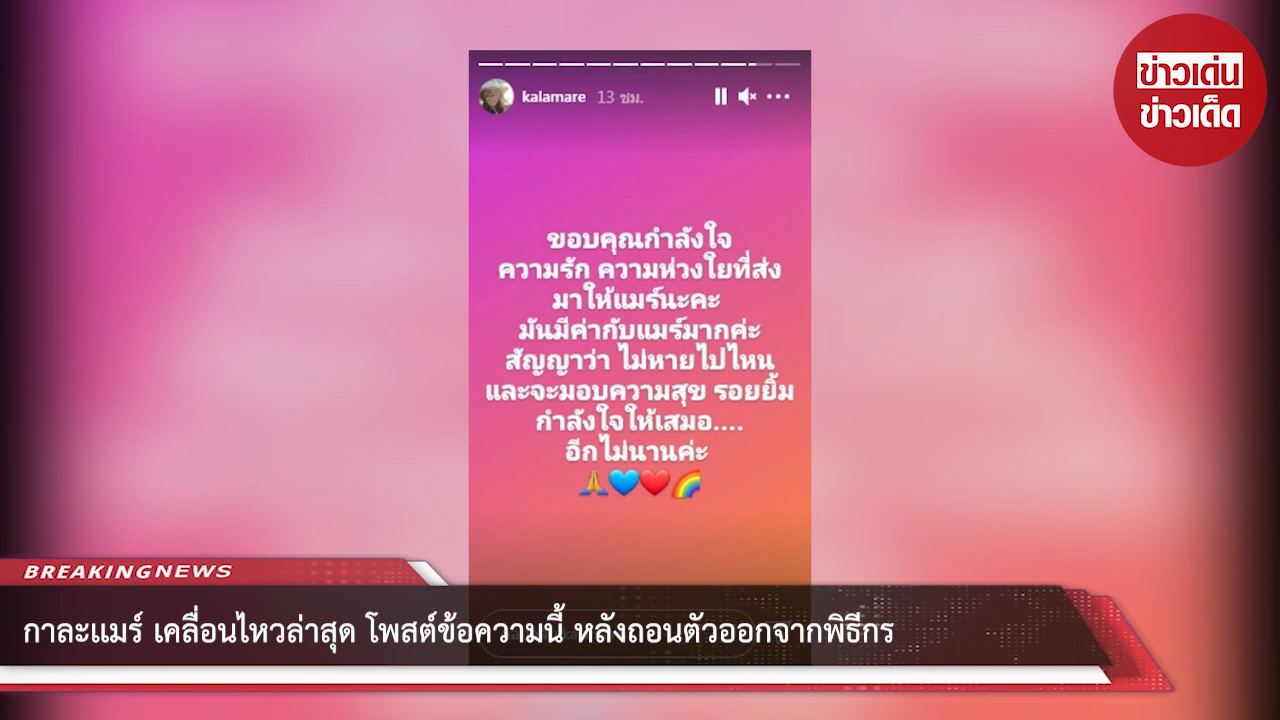 ข่าวเด่น
ข่าวเด็ด
kalamare 13 ชม.
ขอบคุณกำลังใจ
ความรัก ความห่วงใยที่ส่ง
มาให้แมร์นะคะ
มันมีค่ากับแมร์มากค่ะ
สัญญาว่า ไม่หายไปไหน
และจะมอบความสุข รอยยิ้ม
กำลังใจให้เสมอ....
อีกไม่นานค่ะ
🙏💙❤️🌈
BREAKINGNEWS
กาละแมร์ เคลื่อนไหวล่าสุด โพสต์ข้อความนี้ หลังถอนตัวออกจากพิธีกร